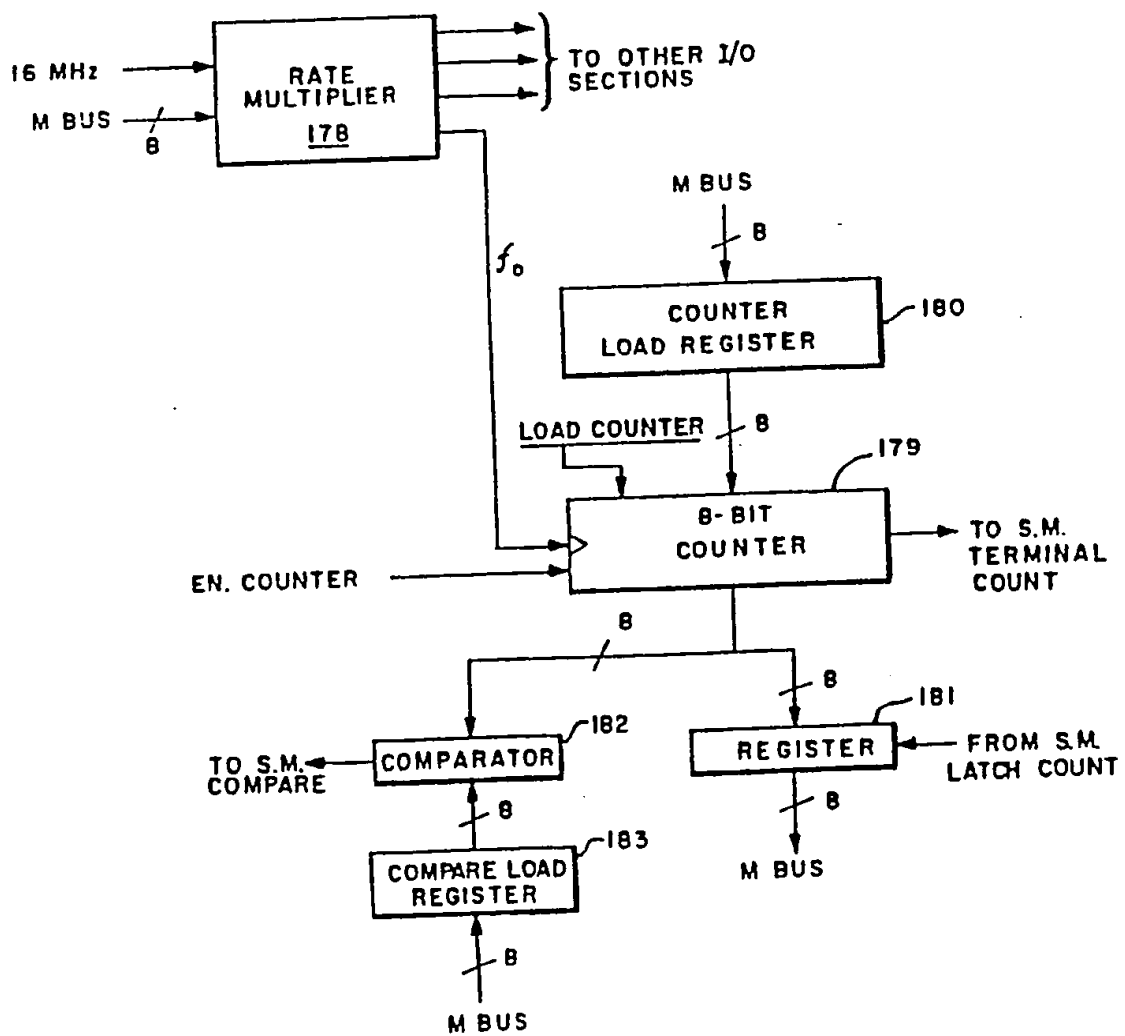 16 MHz
M BUS
8
RATE
MULTIPLIER
178
TO OTHER I/O
SECTIONS
f₀
M BUS
8
COUNTER
LOAD REGISTER
180
LOAD COUNTER
8
179
8-BIT
COUNTER
EN. COUNTER
TO S.M.
TERMINAL
COUNT
8
8
182
COMPARATOR
TO S.M.
COMPARE
181
REGISTER
FROM S.M.
LATCH COUNT
8
183
COMPARE LOAD
REGISTER
8
M BUS
8
M BUS